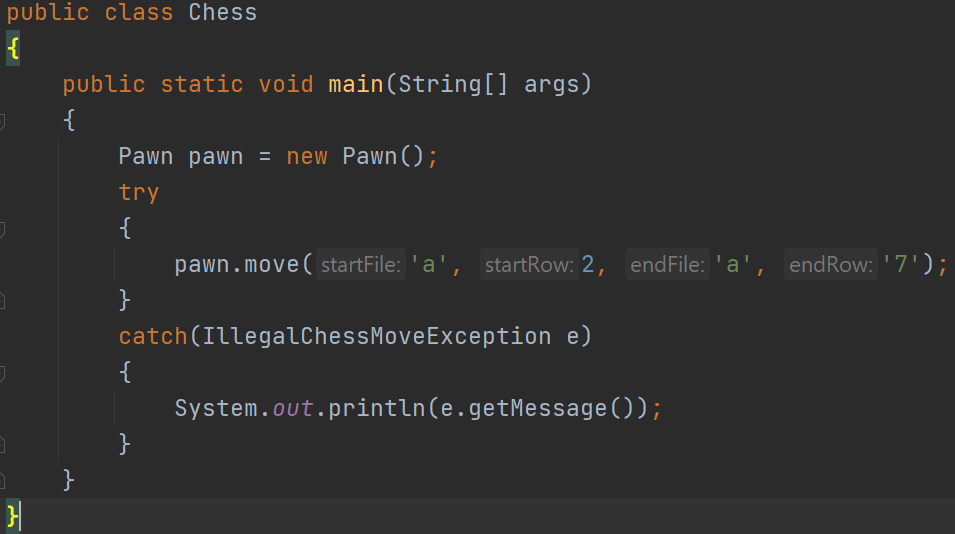 public class Chess
{
    public static void main(String[] args)
    {
        Pawn pawn = new Pawn();
        try
        {
            pawn.move(startFile: 'a', startRow: 2, endFile: 'a', endRow: '7');
        }
        catch(IllegalChessMoveException e)
        {
            System.out.println(e.getMessage());
        }
    }
}